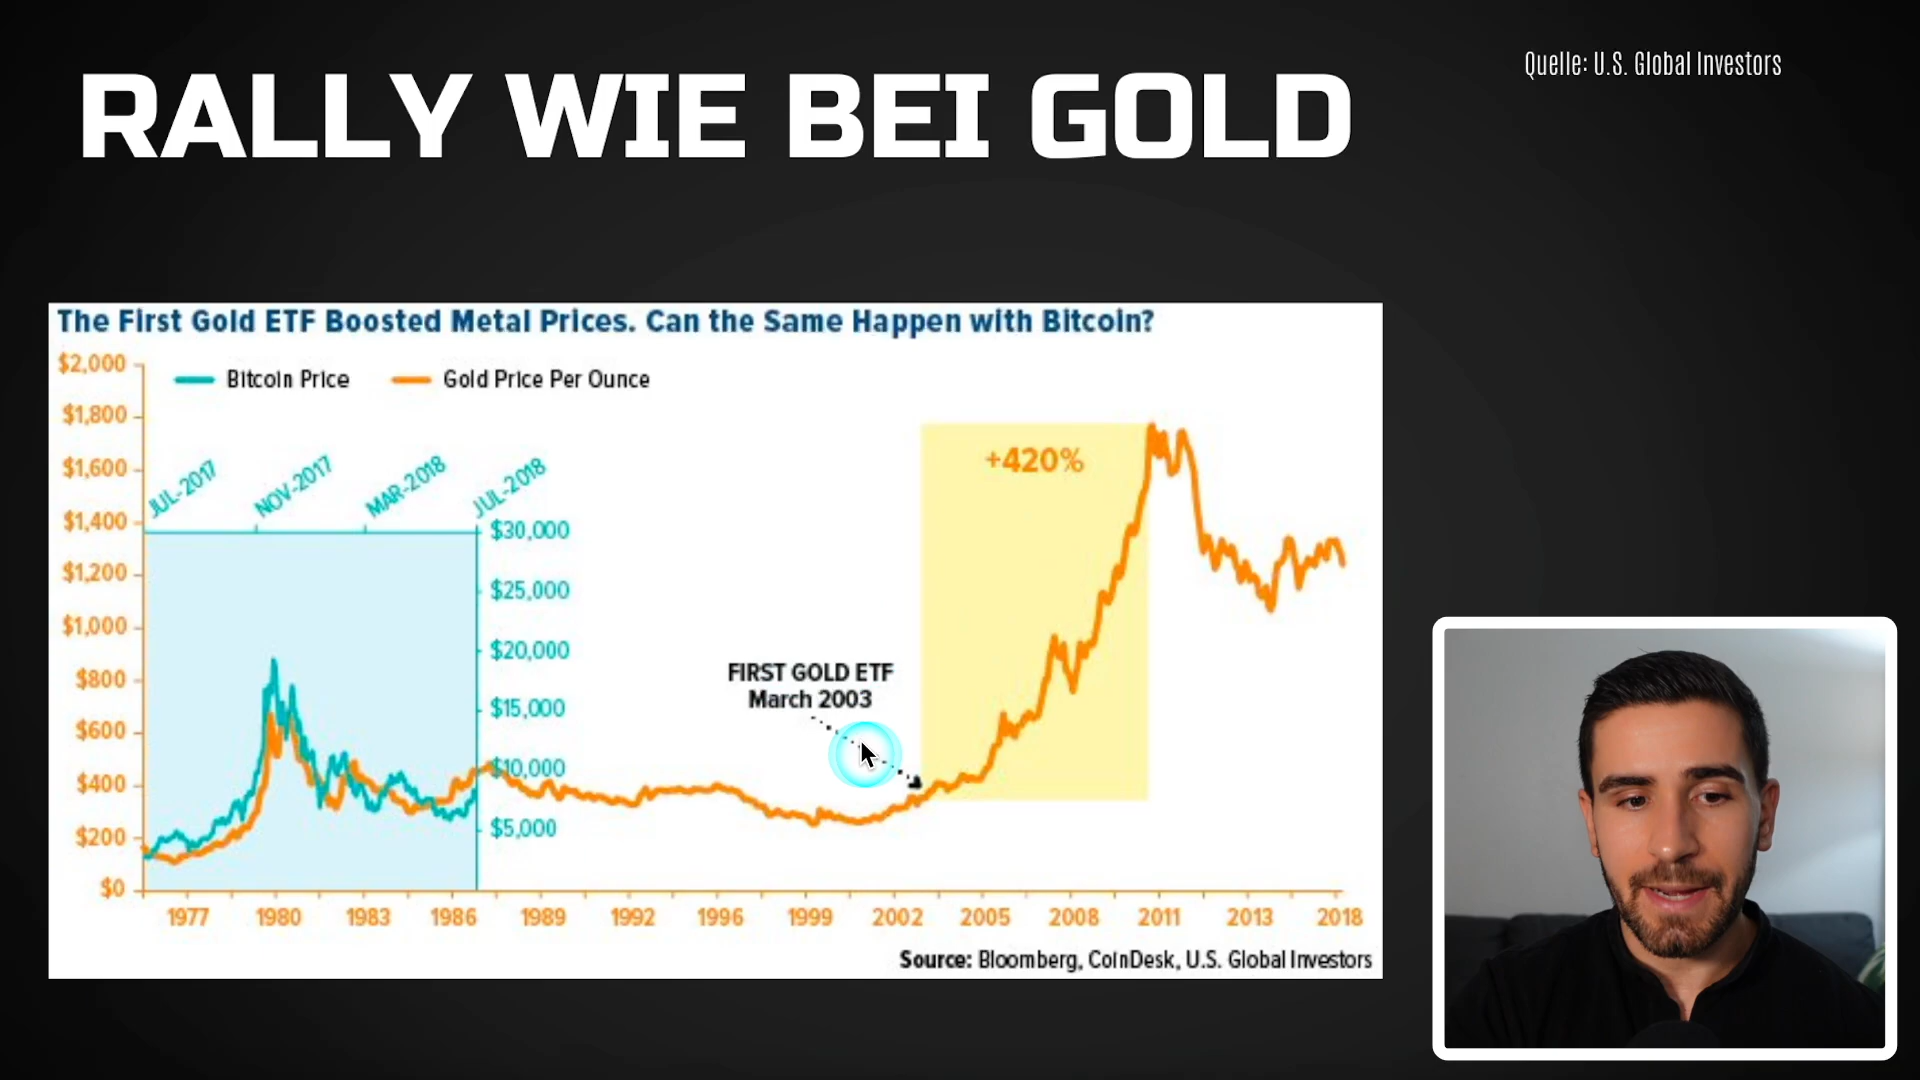 RALLY WIE BEI GOLD
Quelle: U.S. Global Investors
The First Gold ETF Boosted Metal Prices. Can the Same Happen with Bitcoin?
Bitcoin Price
Gold Price Per Ounce
$2,000
$1,800
$1,600
$1,400
$1,200
$1,000
$800
$600
$400
$200
$0
JUL-2017
NOV-2017
MAR-2018
JUL-2018
$30,000
$25,000
$20,000
$15,000
$10,000
$5,000
+420%
FIRST GOLD ETF
March 2003
1977 1980 1983 1986 1989 1992 1996 1999 2002 2005 2008 2011 2013 2018
Source: Bloomberg, CoinDesk, U.S. Global Investors